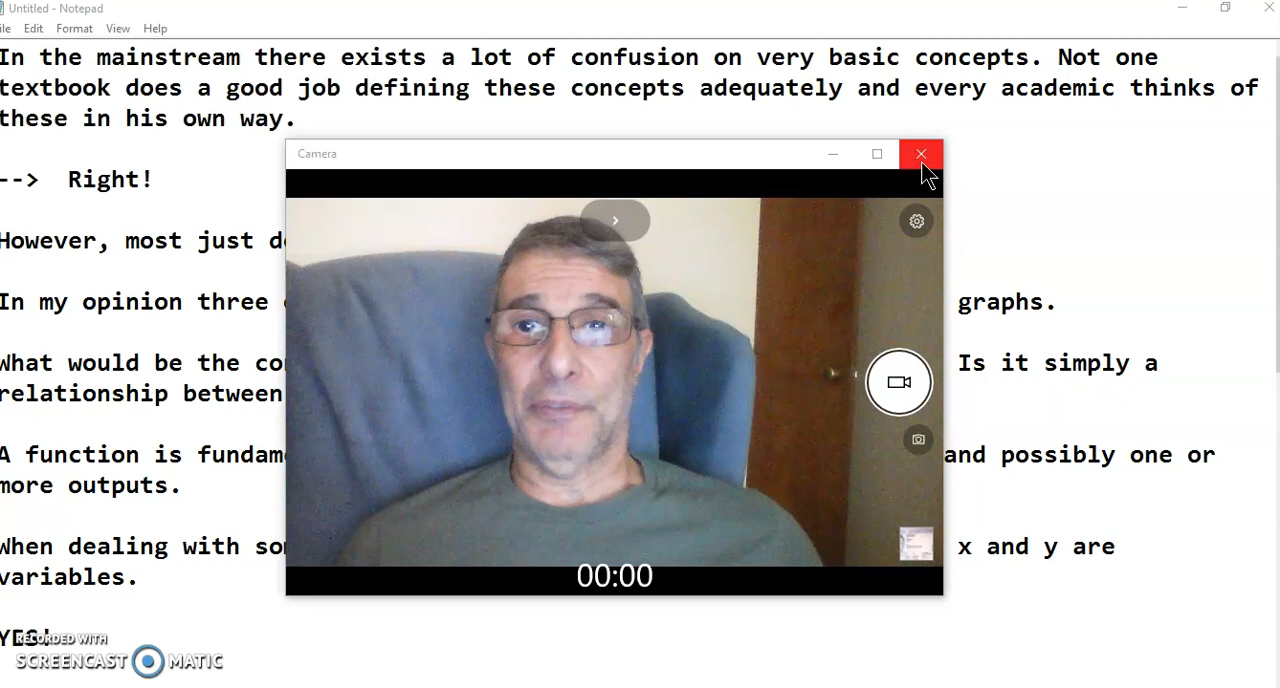 Untitled - Notepad
ile Edit Format View Help
In the mainstream there exists a lot of confusion on very basic concepts. Not one
textbook does a good job defining these concepts adequately and every academic thinks of
these in his own way.
Camera
--> Right!
However, most just d
In my opinion three graphs.
What would be the co Is it simply a
relationship between
A function is fundam and possibly one or
more outputs.
When dealing with so x and y are
variables.
00:00
YES!
RECORDED WITH
SCREENCAST MATIC